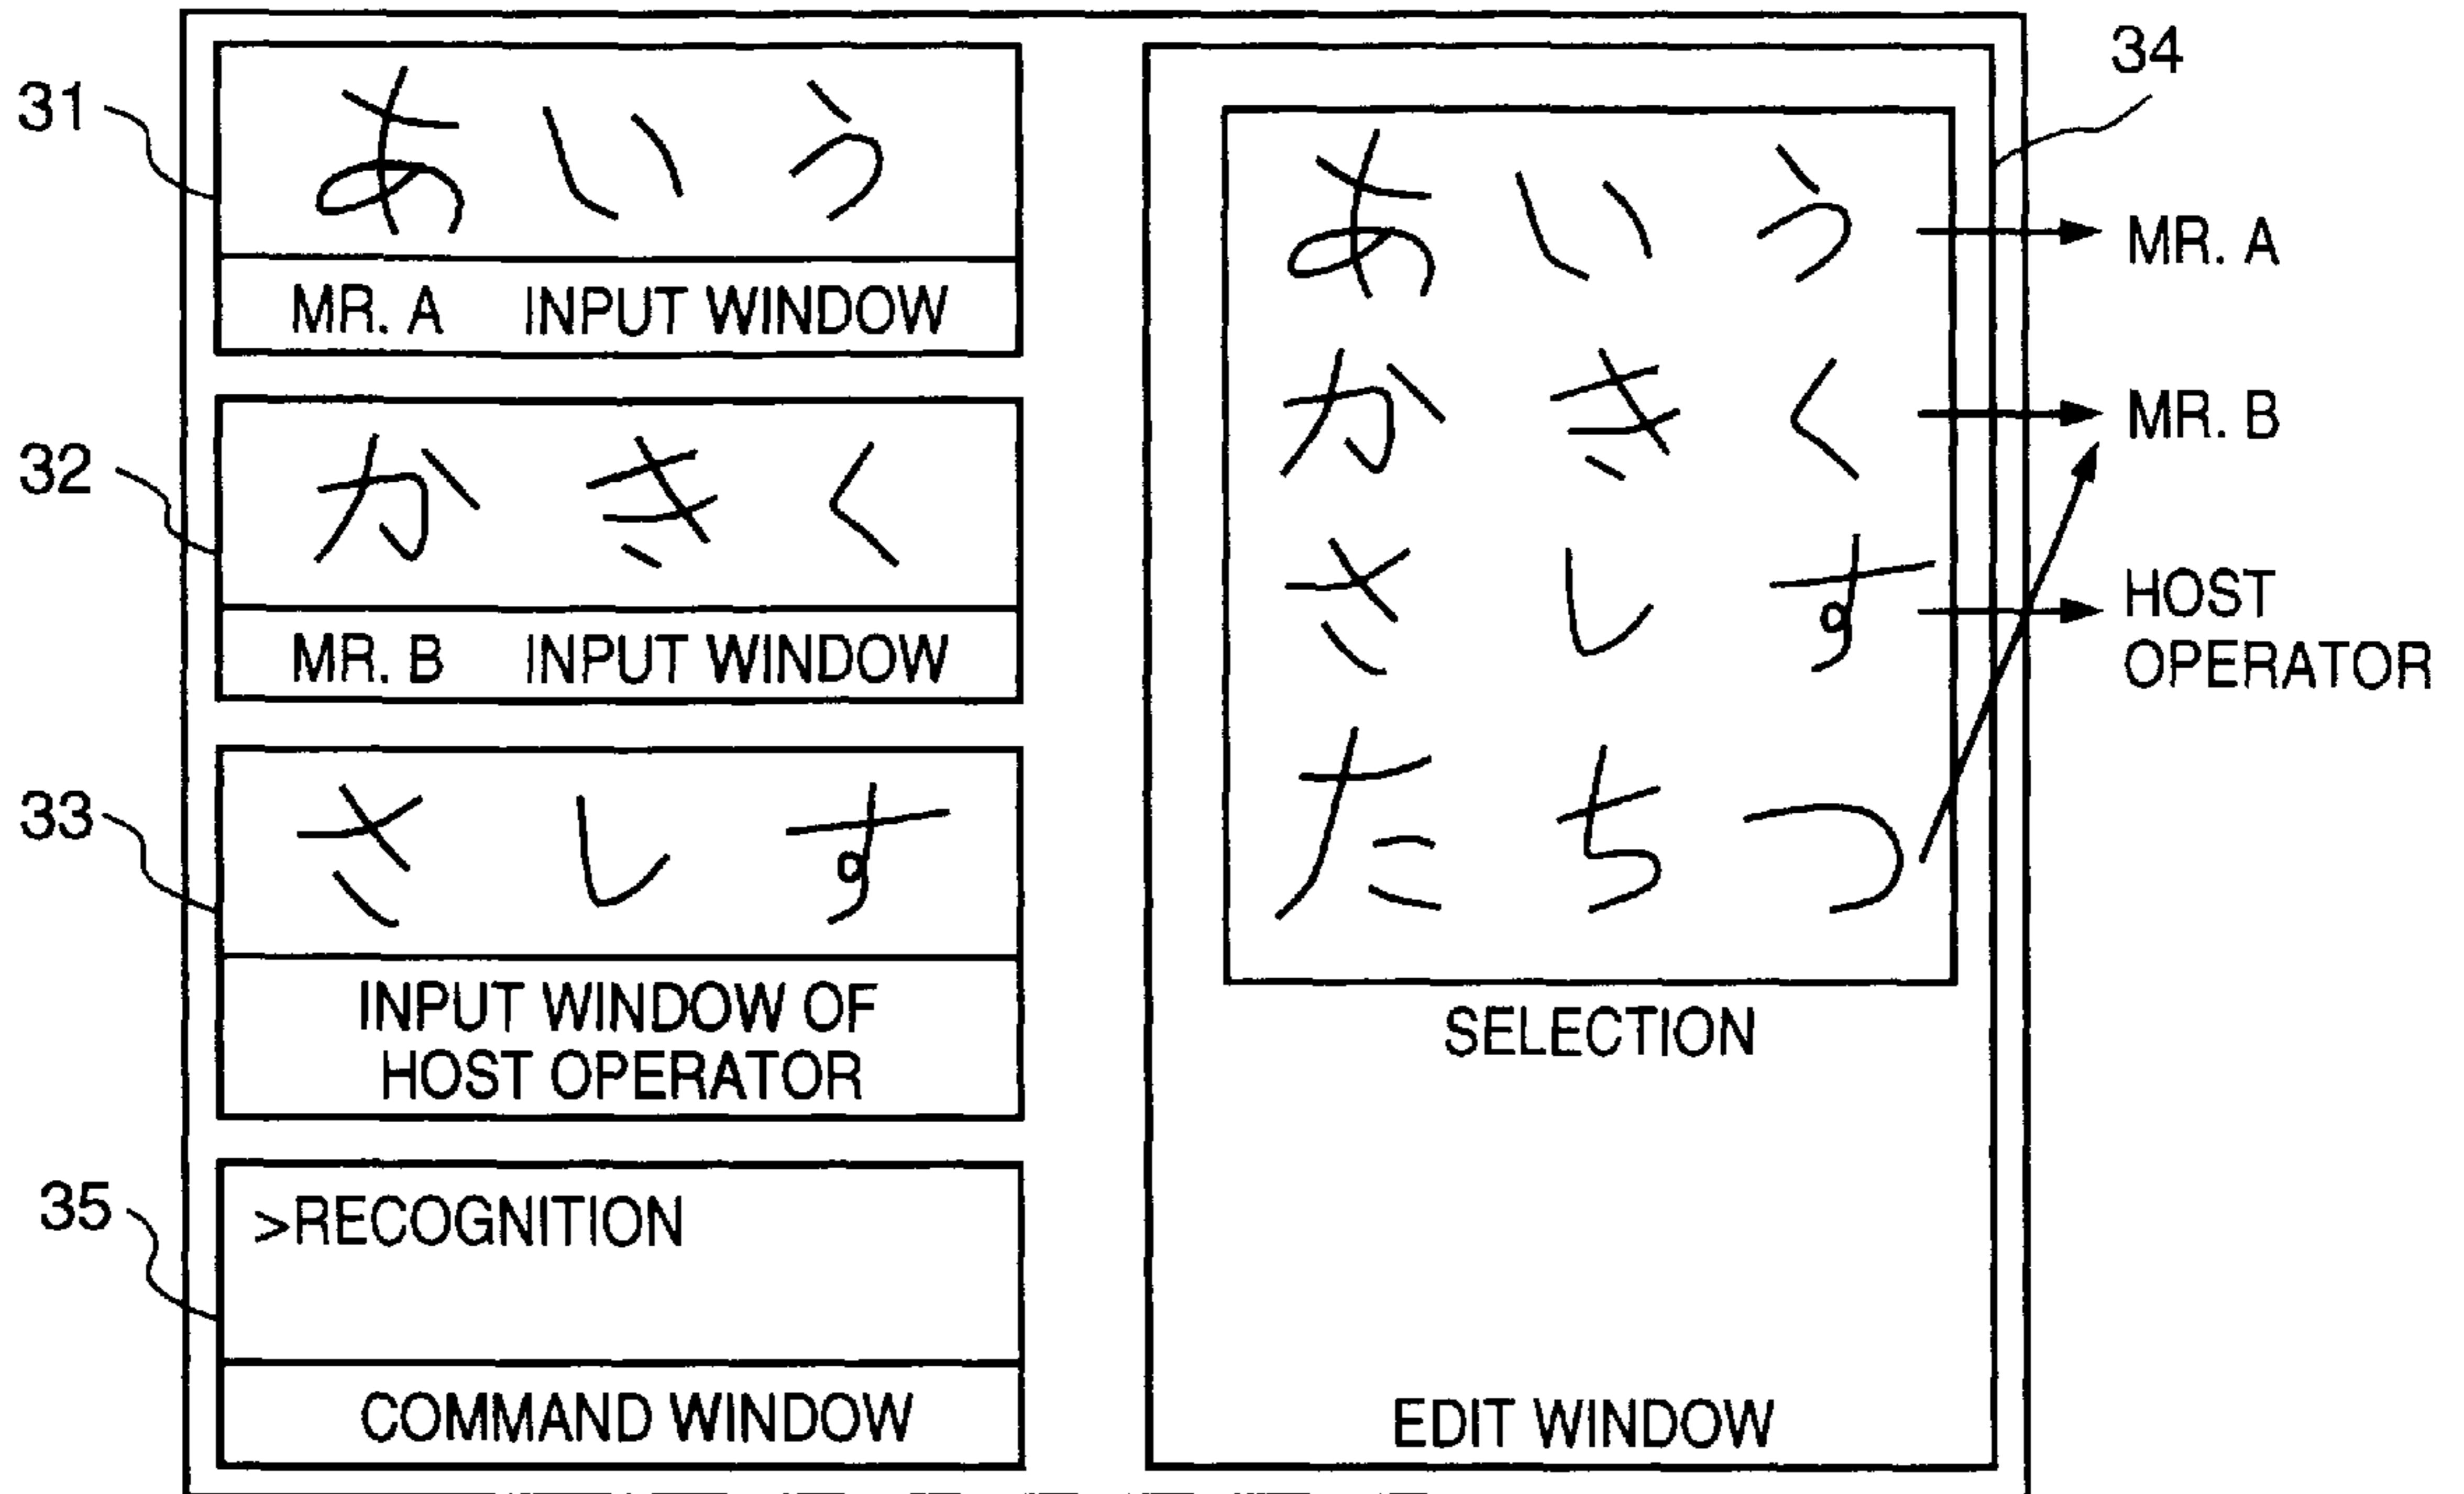 31
あ い う
MR. A INPUT WINDOW
32
か き く
MR. B INPUT WINDOW
33
さ し す
INPUT WINDOW OF
HOST OPERATOR
35
>RECOGNITION
COMMAND WINDOW
34
あ い う
MR. A
か き く
MR. B
さ し す
HOST
OPERATOR
た ち つ
SELECTION
EDIT WINDOW